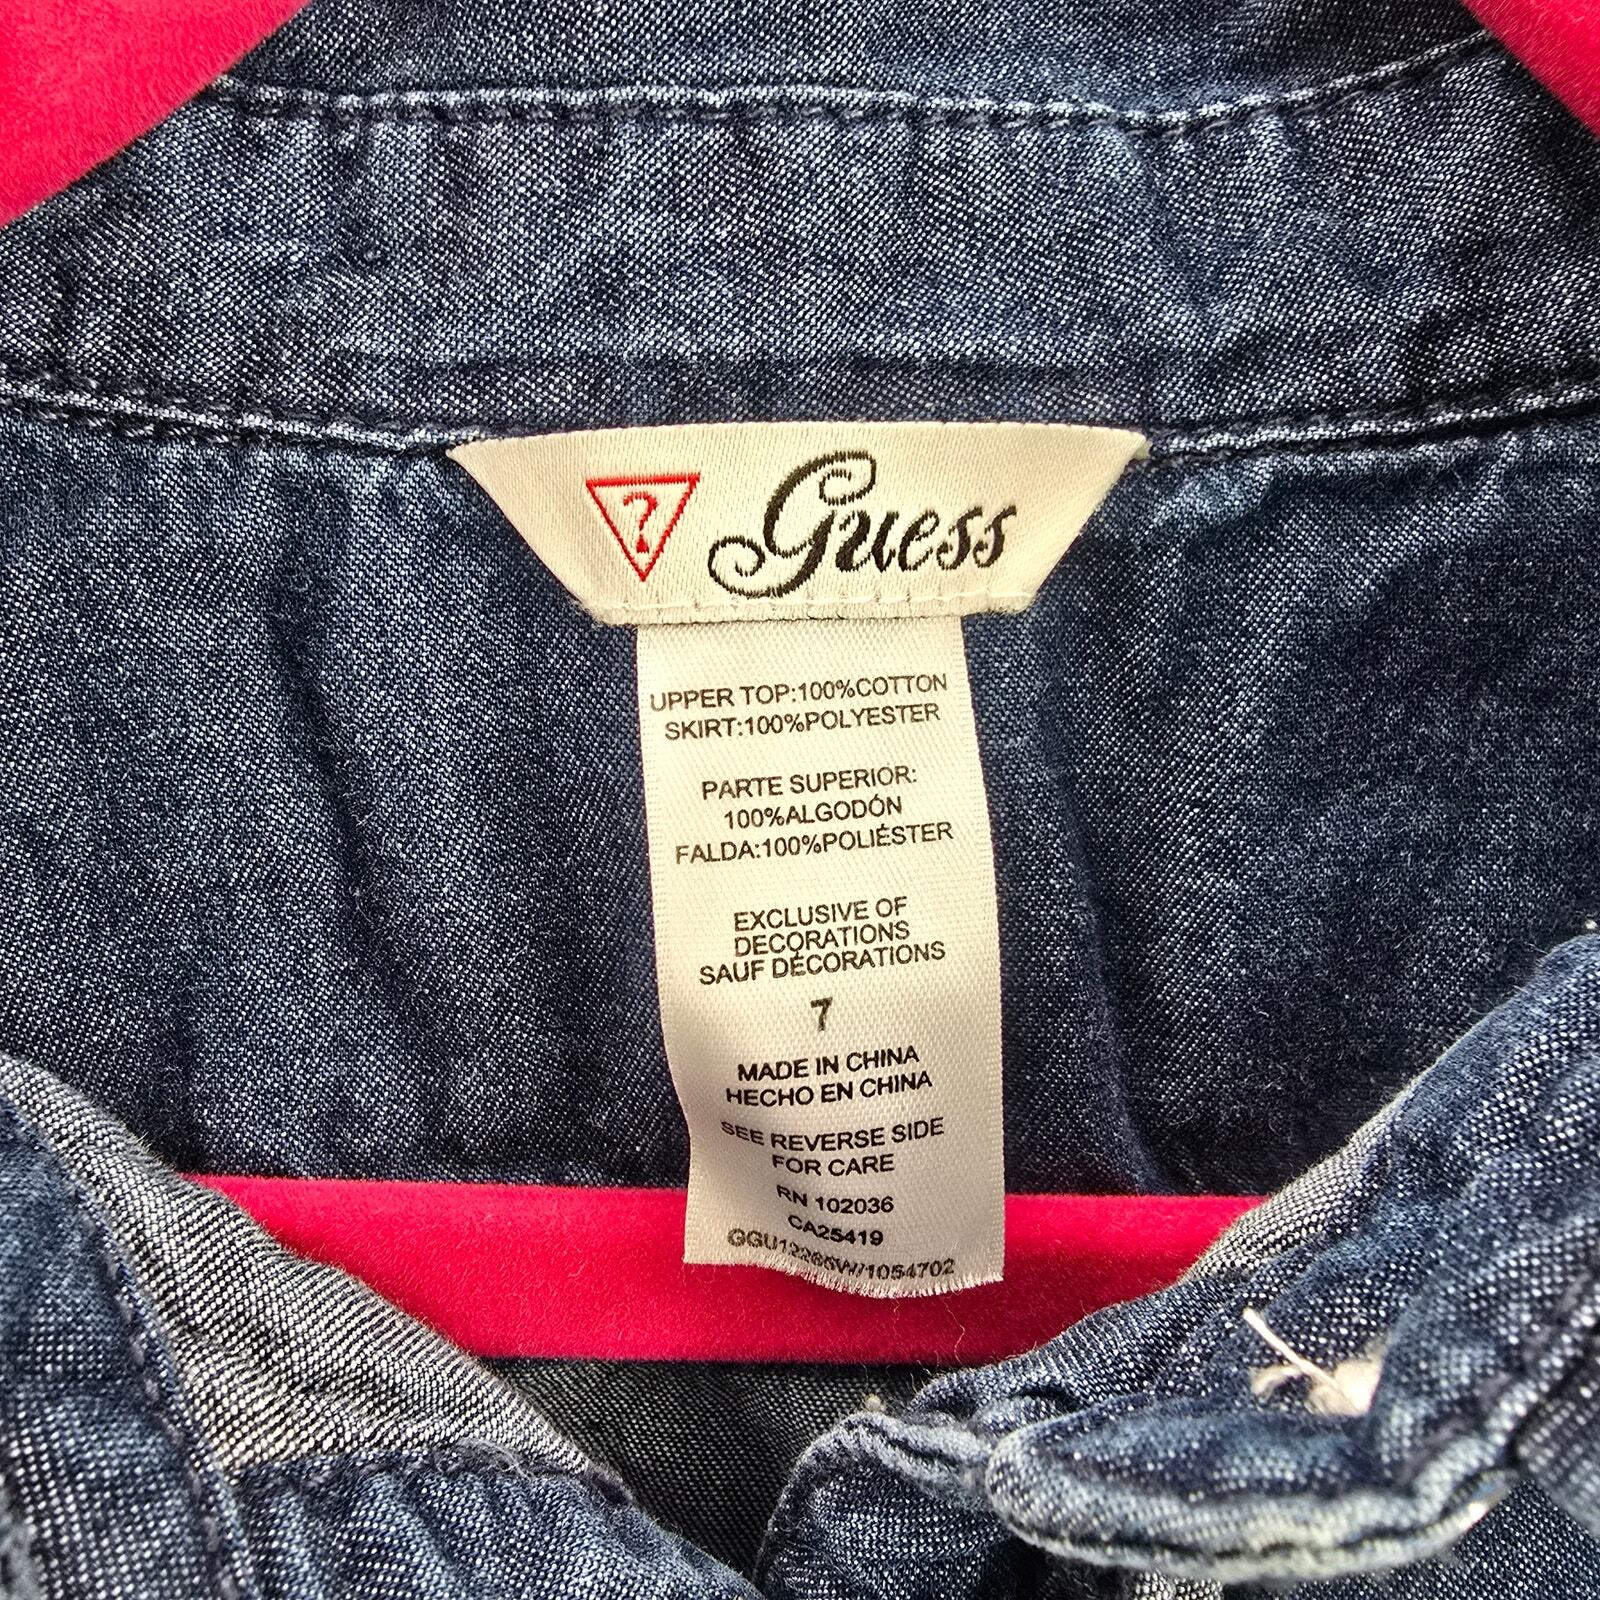 ? Guess
UPPER TOP:100%COTTON
SKIRT:100%POLYESTER
PARTE SUPERIOR:
100%ALGODÓN
FALDA:100%POLIÉSTER
EXCLUSIVE OF
DECORATIONS
SAUF DÉCORATIONS
7
MADE IN CHINA
HECHO EN CHINA
SEE REVERSE SIDE
FOR CARE
RN 102036
CA25419